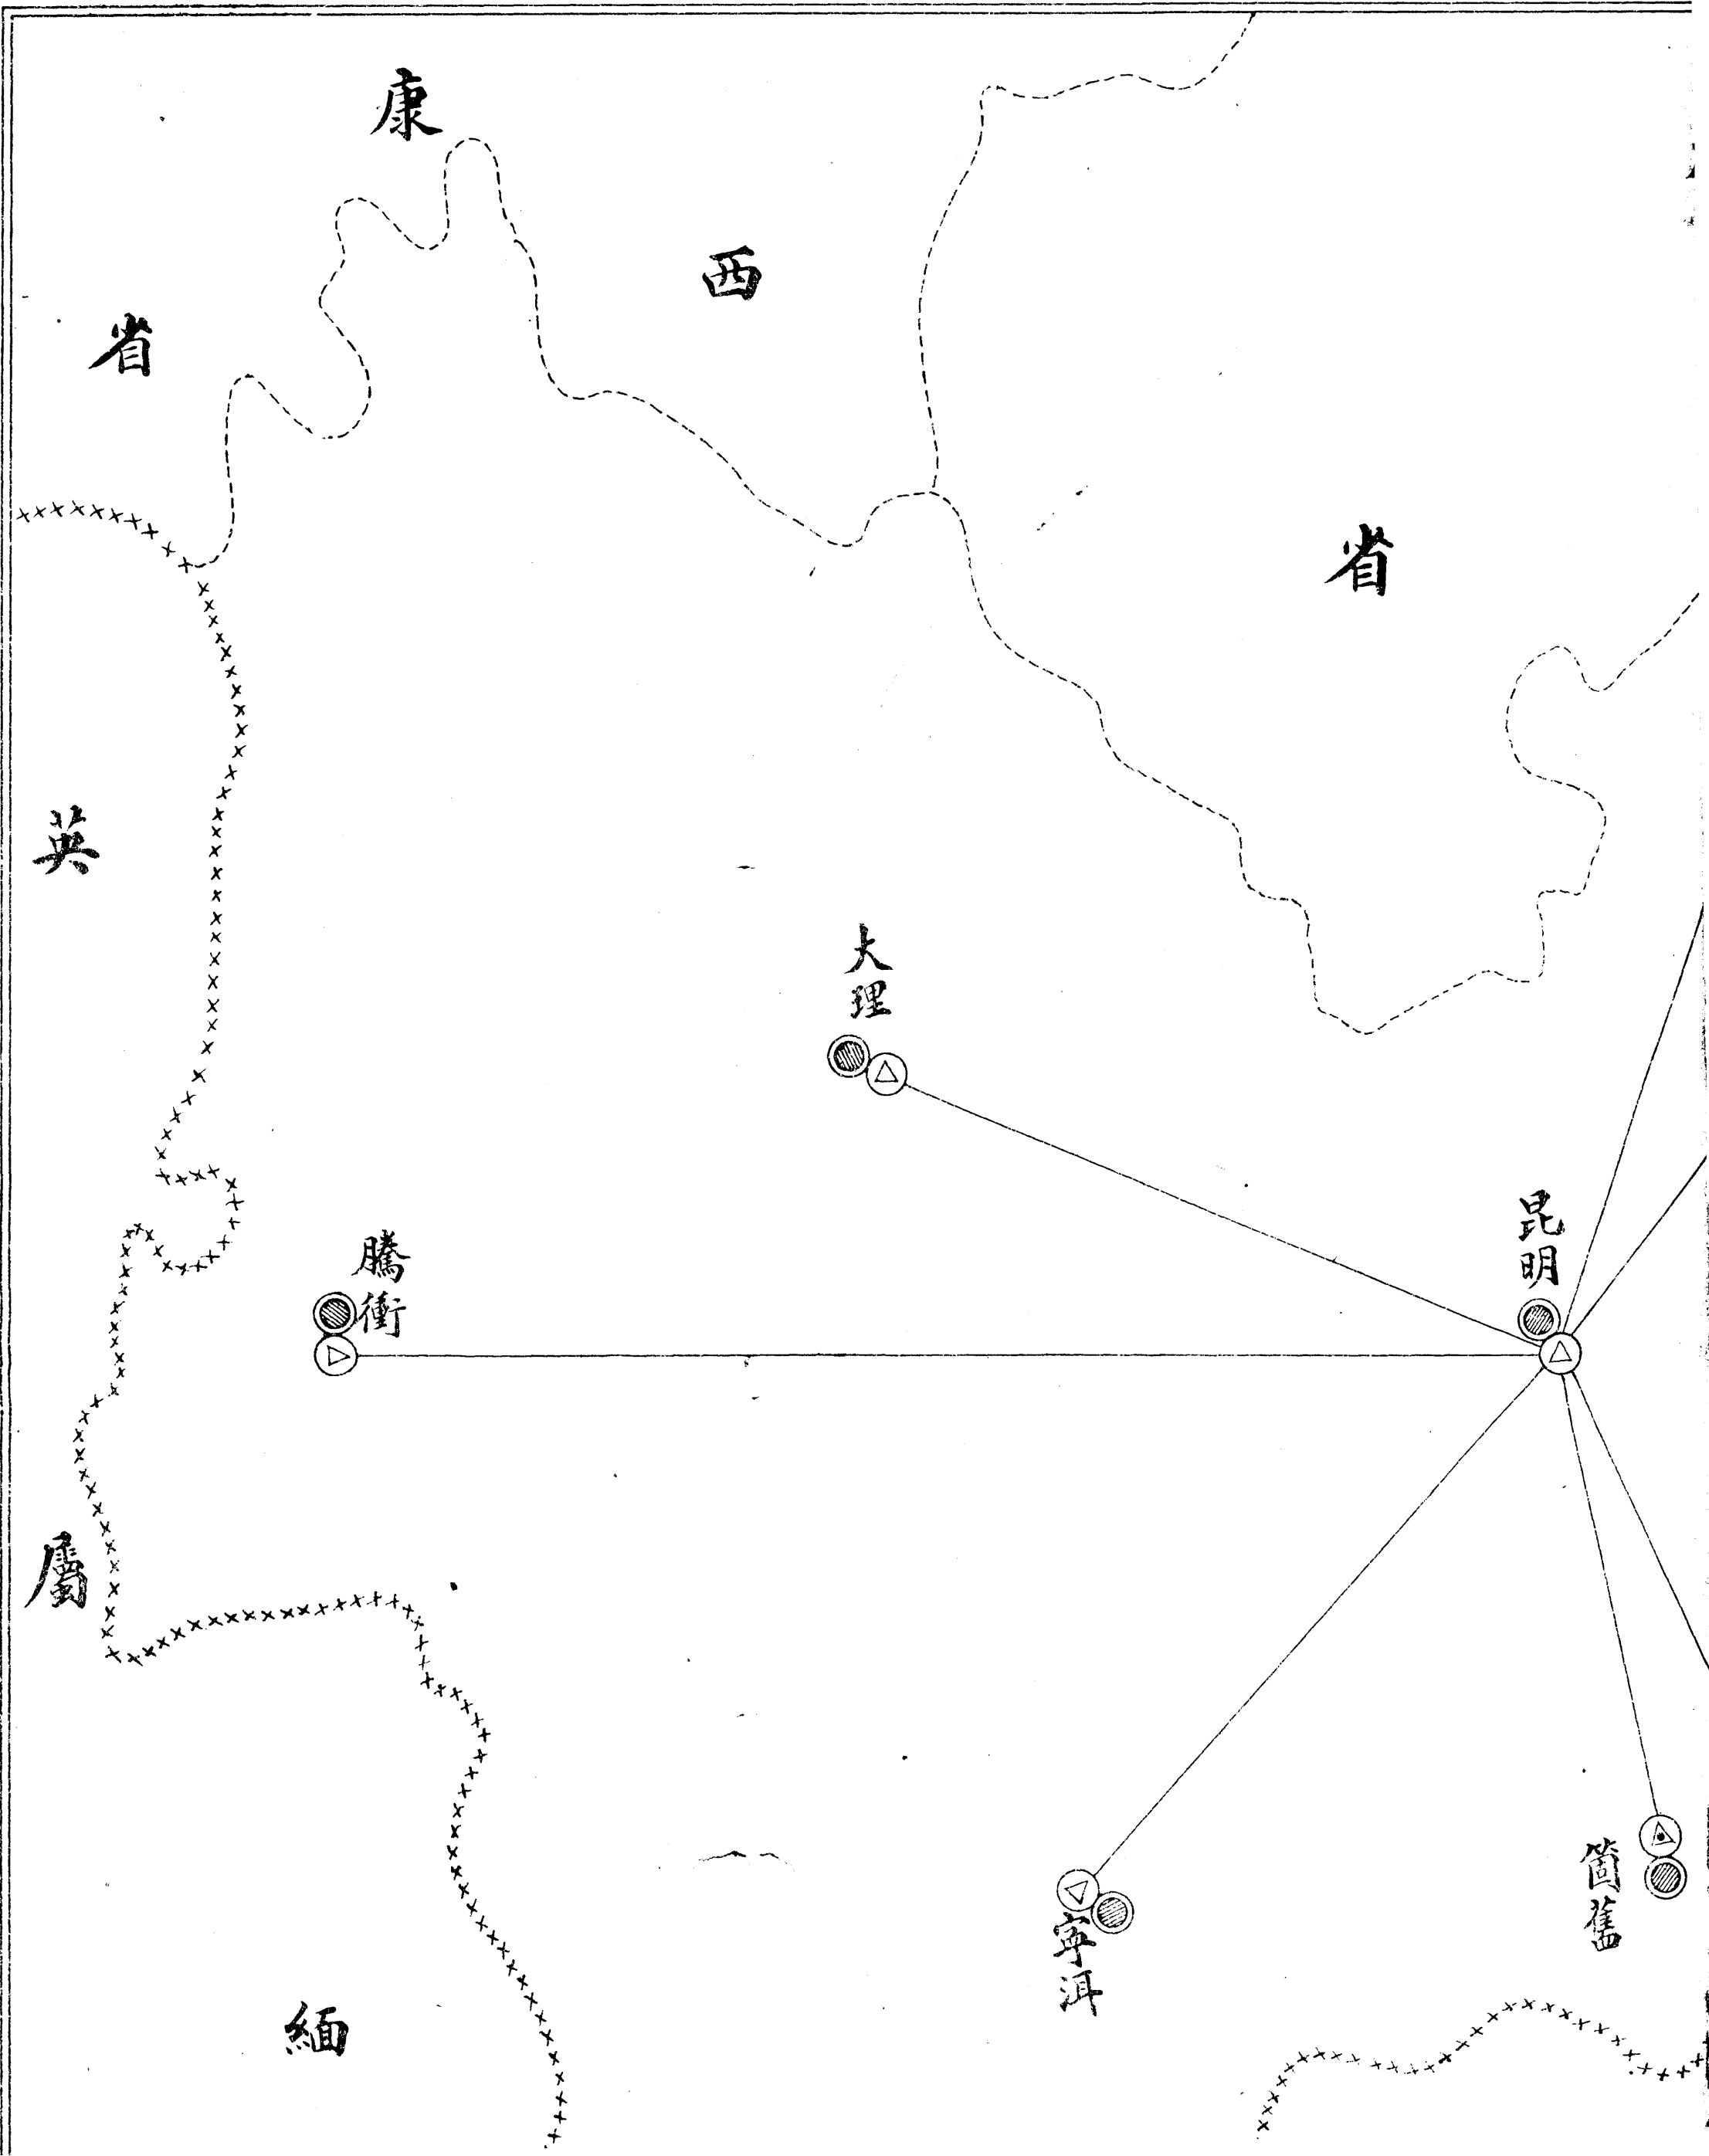 康
西
省
省
英
屬
緬
大理
昆明
騰衝
寧洱
箇舊